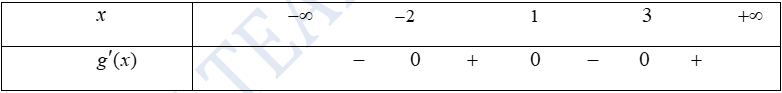 x −∞ −2 1 3 +∞
g′(x) − 0 + 0 − 0 +